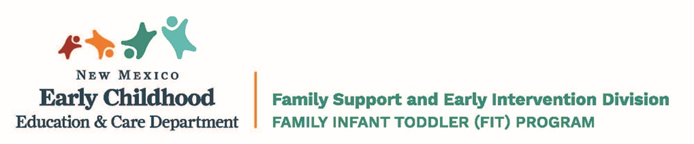 NEW MEXICO
Early Childhood
Education & Care Department
Family Support and Early Intervention Division
FAMILY INFANT TODDLER (FIT) PROGRAM